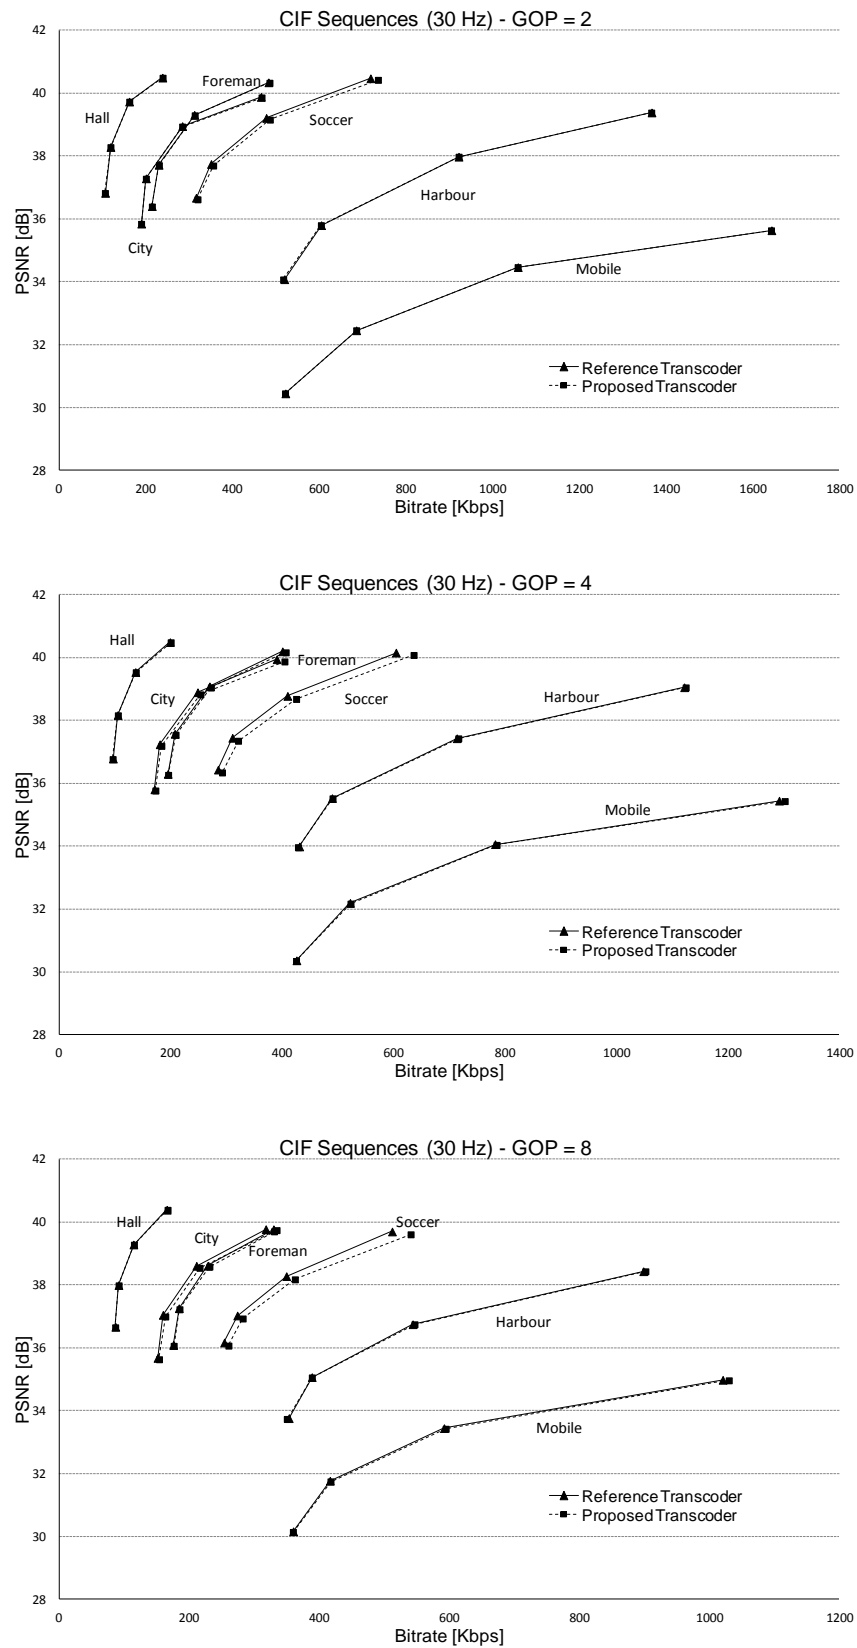 CIF Sequences (30 Hz) - GOP = 2
42
40
38
36
34
32
30
28
PSNR [dB]
Hall
Foreman
Soccer
City
Harbour
Mobile
Reference Transcoder
Proposed Transcoder
0 200 400 600 800 1000 1200 1400 1600 1800
Bitrate [Kbps]
CIF Sequences (30 Hz) - GOP = 4
42
40
38
36
34
32
30
28
PSNR [dB]
Hall
Foreman
City
Soccer
Harbour
Mobile
Reference Transcoder
Proposed Transcoder
0 200 400 600 800 1000 1200 1400
Bitrate [Kbps]
CIF Sequences (30 Hz) - GOP = 8
42
40
38
36
34
32
30
28
PSNR [dB]
Hall
City
Soccer
Foreman
Harbour
Mobile
Reference Transcoder
Proposed Transcoder
0 200 400 600 800 1000 1200
Bitrate [Kbps]